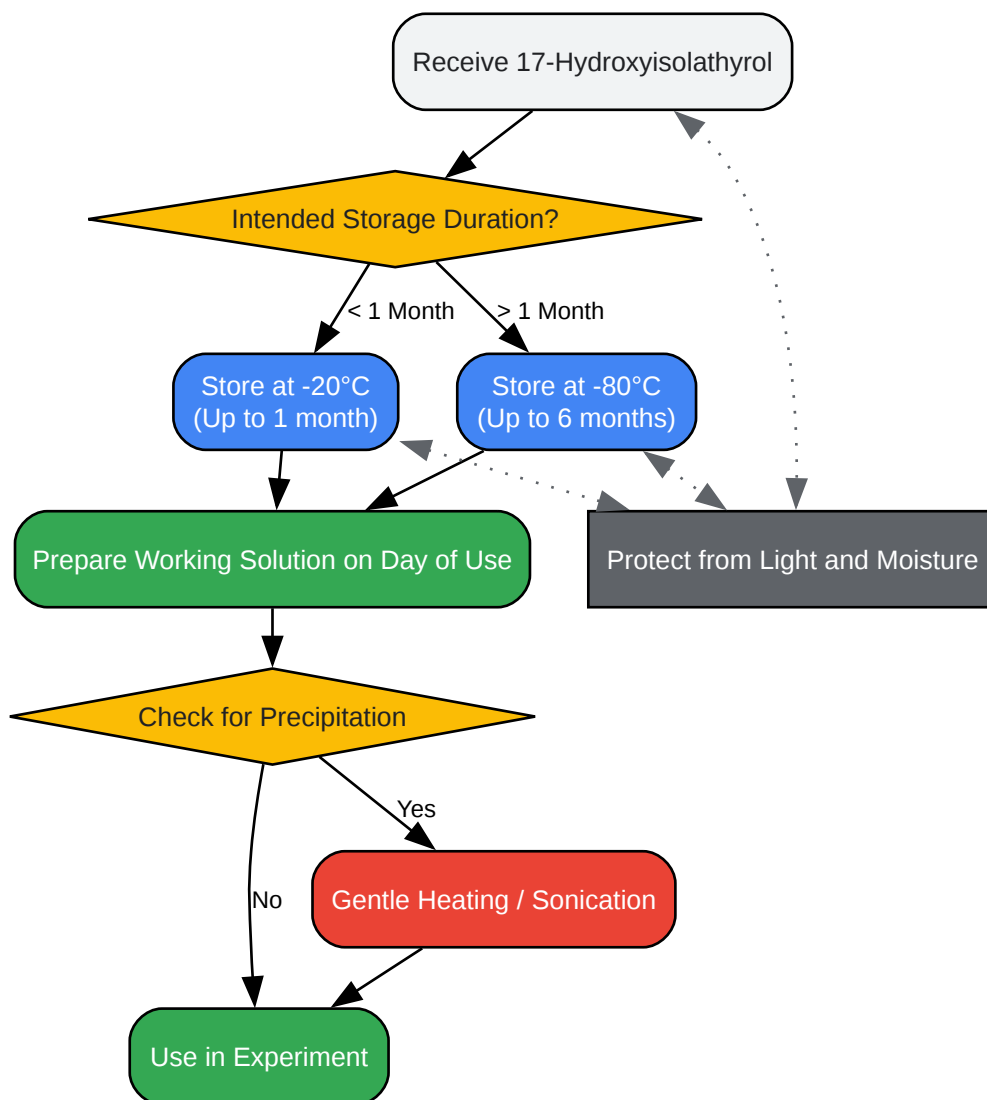 Receive 17-Hydroxyisolathyrol
Intended Storage Duration?
< 1 Month
> 1 Month
Store at -20°C
(Up to 1 month)
Store at -80°C
(Up to 6 months)
Prepare Working Solution on Day of Use
Protect from Light and Moisture
Check for Precipitation
Yes
No
Gentle Heating / Sonication
Use in Experiment